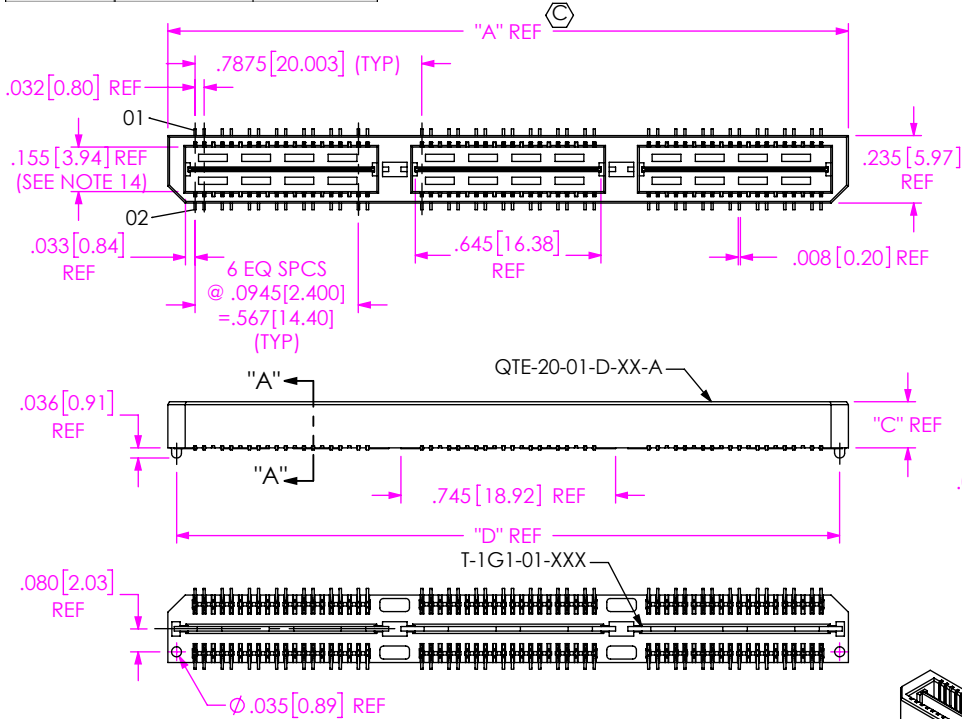 C
"A" REF
.7875[20.003] (TYP)
.032[0.80] REF
01
.155[3.94] REF
(SEE NOTE 14)
.235[5.97]
REF
02
.033[0.84]
REF
6 EQ SPCS
@ .0945[2.400]
=.567[14.40]
(TYP)
.645[16.38]
REF
.008[0.20] REF
QTE-20-01-D-XX-A
"A"
.036[0.91]
REF
"C" REF
"A"
.745[18.92] REF
"D" REF
T-1G1-01-XXX
.080[2.03]
REF
Ø.035[0.89] REF